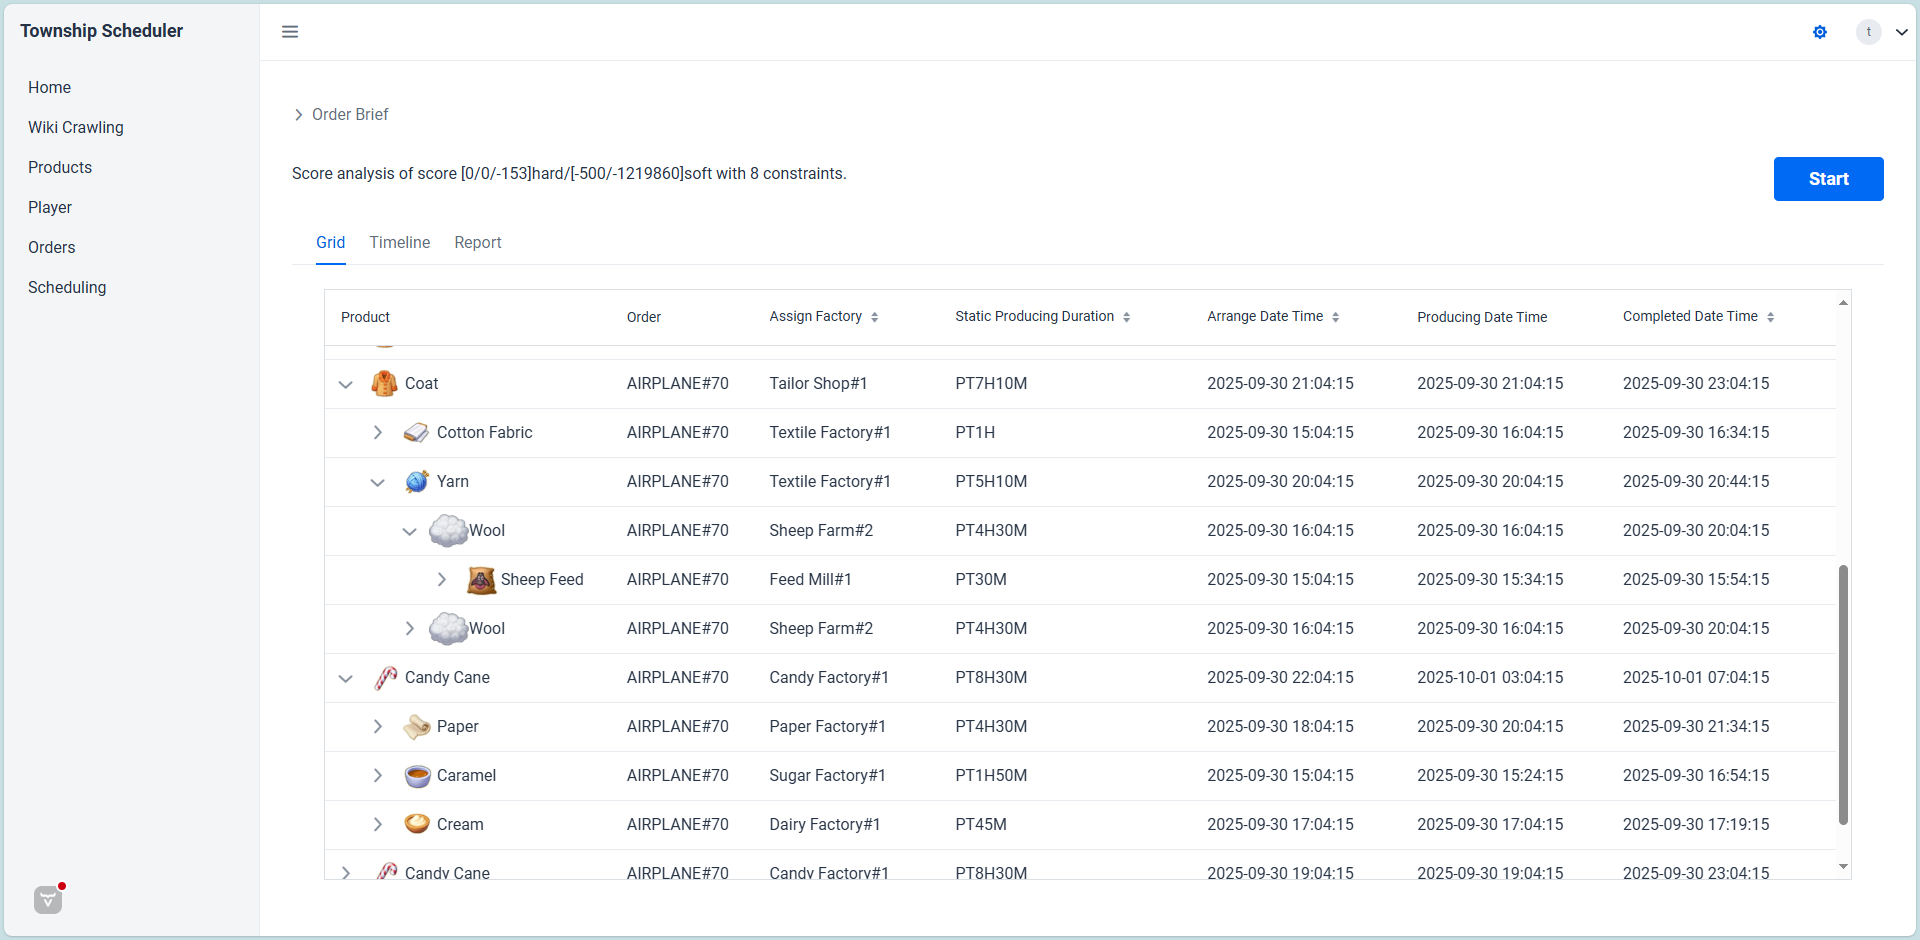 Township Scheduler
t
Home
Wiki Crawling
Products
Player
Orders
Scheduling
Order Brief
Score analysis of score [0/0/-153]hard/[-500/-1219860]soft with 8 constraints.
Start
Grid Timeline Report
Product Order Assign Factory Static Producing Duration Arrange Date Time Producing Date Time Completed Date Time
Coat AIRPLANE#70 Tailor Shop#1 PT7H10M 2025-09-30 21:04:15 2025-09-30 21:04:15 2025-09-30 23:04:15
Cotton Fabric AIRPLANE#70 Textile Factory#1 PT1H 2025-09-30 15:04:15 2025-09-30 16:04:15 2025-09-30 16:34:15
Yarn AIRPLANE#70 Textile Factory#1 PT5H10M 2025-09-30 20:04:15 2025-09-30 20:04:15 2025-09-30 20:44:15
Wool AIRPLANE#70 Sheep Farm#2 PT4H30M 2025-09-30 16:04:15 2025-09-30 16:04:15 2025-09-30 20:04:15
Sheep Feed AIRPLANE#70 Feed Mill#1 PT30M 2025-09-30 15:04:15 2025-09-30 15:34:15 2025-09-30 15:54:15
Wool AIRPLANE#70 Sheep Farm#2 PT4H30M 2025-09-30 16:04:15 2025-09-30 16:04:15 2025-09-30 20:04:15
Candy Cane AIRPLANE#70 Candy Factory#1 PT8H30M 2025-09-30 22:04:15 2025-10-01 03:04:15 2025-10-01 07:04:15
Paper AIRPLANE#70 Paper Factory#1 PT4H30M 2025-09-30 18:04:15 2025-09-30 20:04:15 2025-09-30 21:34:15
Caramel AIRPLANE#70 Sugar Factory#1 PT1H50M 2025-09-30 15:04:15 2025-09-30 15:24:15 2025-09-30 16:54:15
Cream AIRPLANE#70 Dairy Factory#1 PT45M 2025-09-30 17:04:15 2025-09-30 17:04:15 2025-09-30 17:19:15
Candy Cane AIRPLANE#70 Candy Factory#1 PT8H30M 2025-09-30 19:04:15 2025-09-30 19:04:15 2025-09-30 23:04:15